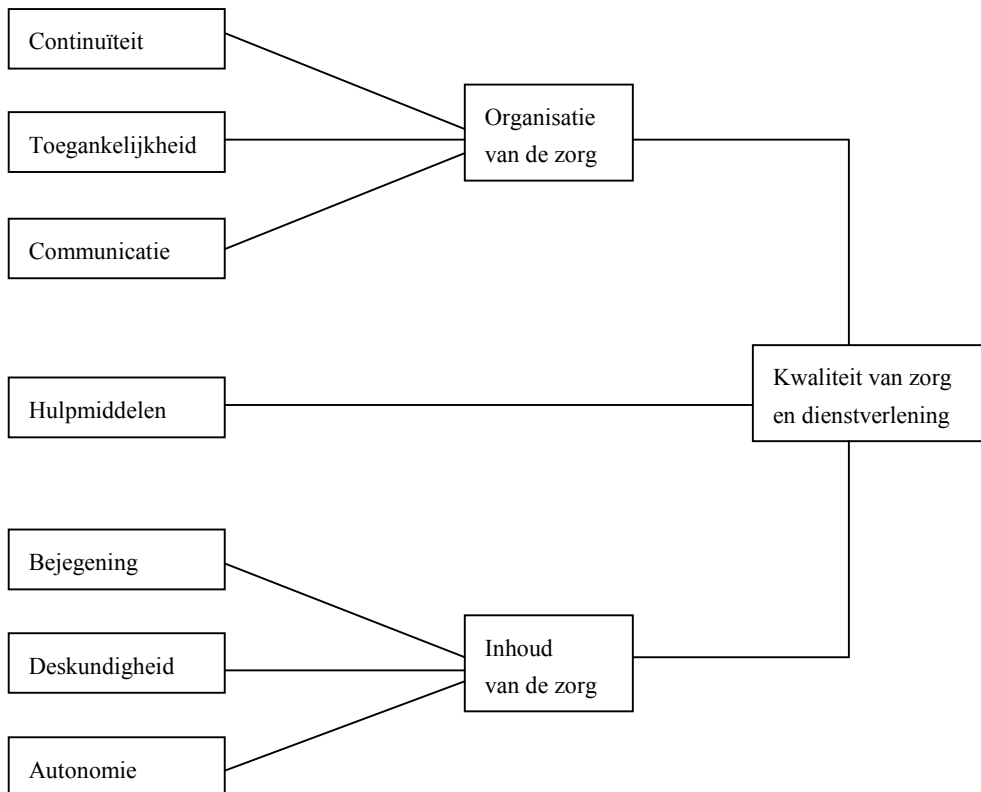 Continuïteit
Toegankelijkheid
Communicatie
Organisatie
van de zorg
Hulpmiddelen
Kwaliteit van zorg
en dienstverlening
Bejegening
Deskundigheid
Autonomie
Inhoud
van de zorg